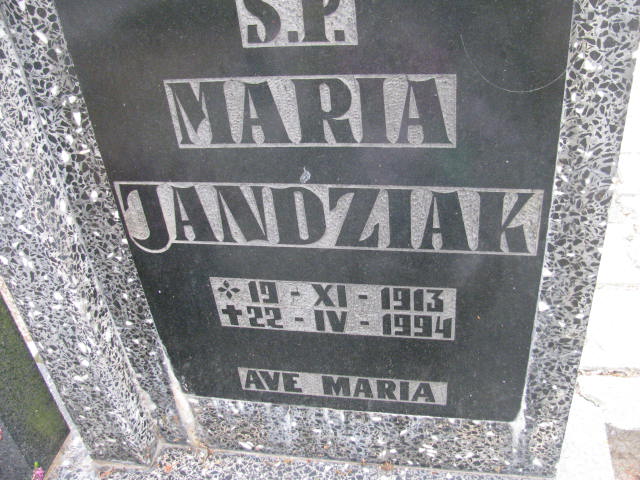 S.P.
MARIA
JANDZIAK
* 19 - XI - 1913
✝ 22 - IV - 1994
AVE MARIA